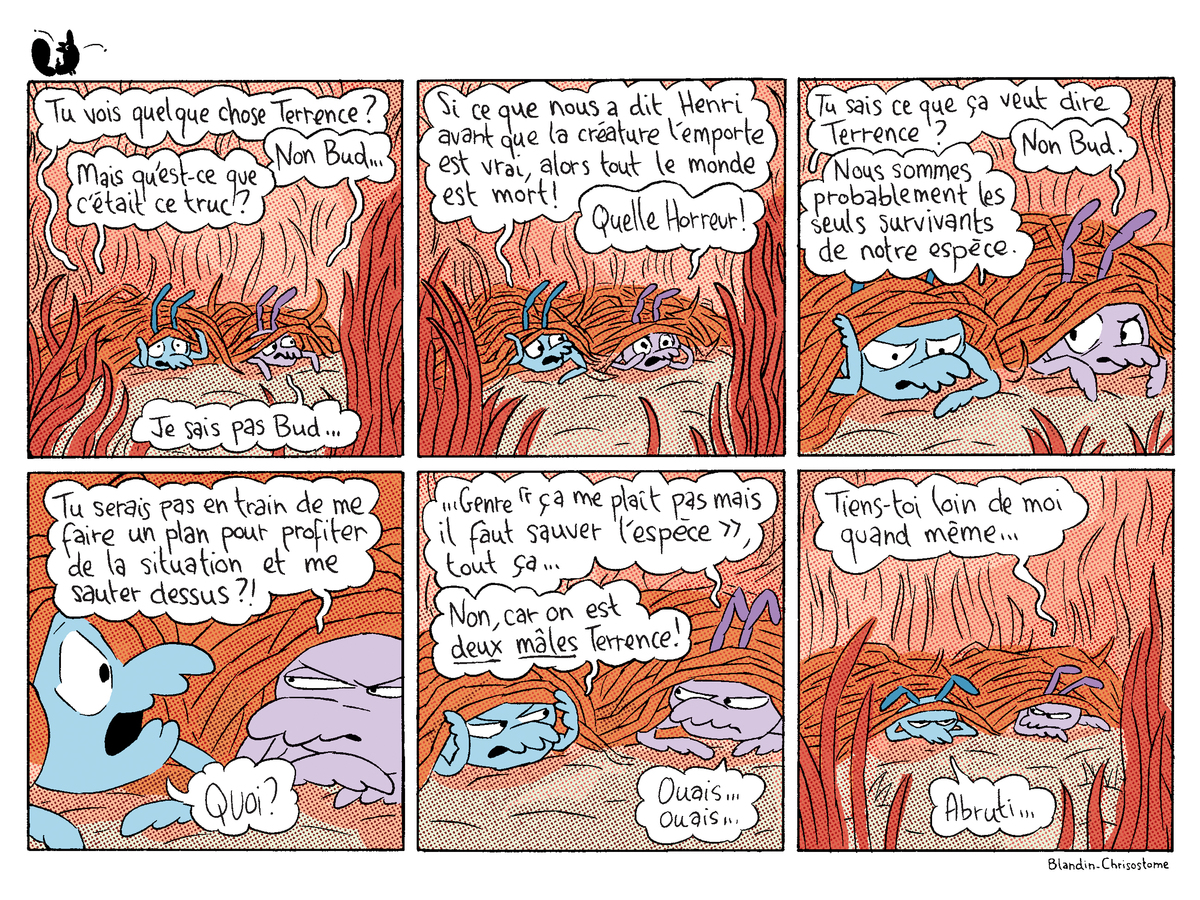 Tu vois quelque chose Terrence ?
Non Bud...
Mais qu'est-ce que
c'était ce truc !?
Je sais pas Bud...
Si ce que nous a dit Henri
avant que la créature l'emporte
est vrai, alors tout le monde
est mort !
Quelle Horreur !
Tu sais ce que ça veut dire
Terrence ?
Non Bud.
Nous sommes
probablement les
seuls survivants
de notre espèce.
Tu serais pas en train de me
faire un plan pour profiter
de la situation et me
sauter dessus ?!
Quoi ?
...Genre « ça me plaît pas mais
il faut sauver l'espèce »,
tout ça...
Non, car on est
deux mâles Terrence !
Ouais...
ouais...
Tiens-toi loin de moi
quand même...
Abruti...
Blandin-Chrisostome